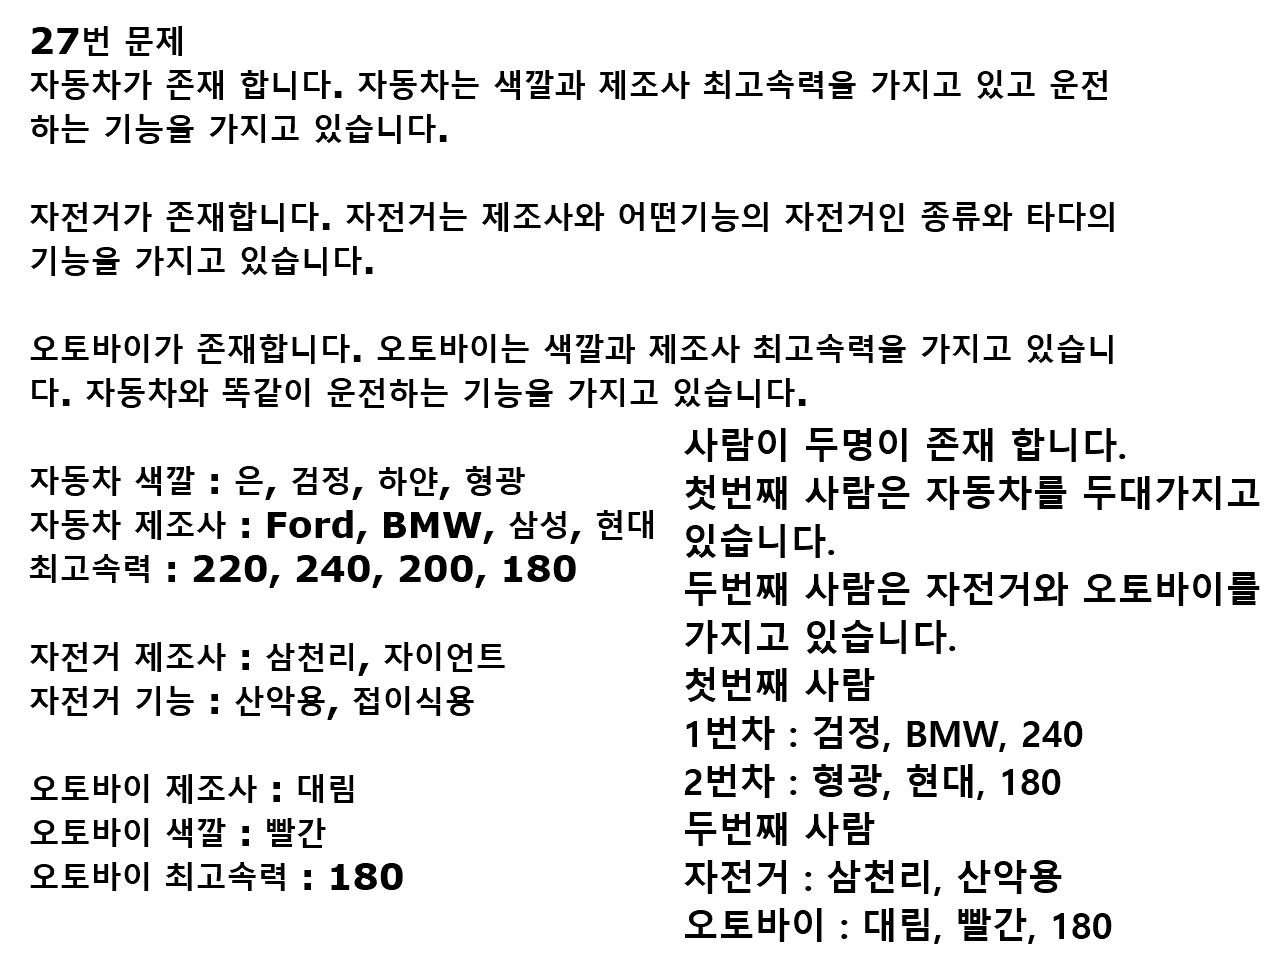 27번 문제
자동차가 존재 합니다. 자동차는 색깔과 제조사 최고속력을 가지고 있고 운전
하는 기능을 가지고 있습니다.
자전거가 존재합니다. 자전거는 제조사와 어떤기능의 자전거인 종류와 타다의
기능을 가지고 있습니다.
오토바이가 존재합니다. 오토바이는 색깔과 제조사 최고속력을 가지고 있습니
다. 자동차와 똑같이 운전하는 기능을 가지고 있습니다.
자동차 색깔 : 은, 검정, 하얀, 형광
자동차 제조사 : Ford, BMW, 삼성, 현대
최고속력 : 220, 240, 200, 180
자전거 제조사 : 삼천리, 자이언트
자전거 기능 : 산악용, 접이식용
오토바이 제조사 : 대림
오토바이 색깔 : 빨간
오토바이 최고속력 : 180
사람이 두명이 존재 합니다.
첫번째 사람은 자동차를 두대가지고
있습니다.
두번째 사람은 자전거와 오토바이를
가지고 있습니다.
첫번째 사람
1번차 : 검정, BMW, 240
2번차 : 형광, 현대, 180
두번째 사람
자전거 : 삼천리, 산악용
오토바이 : 대림, 빨간, 180